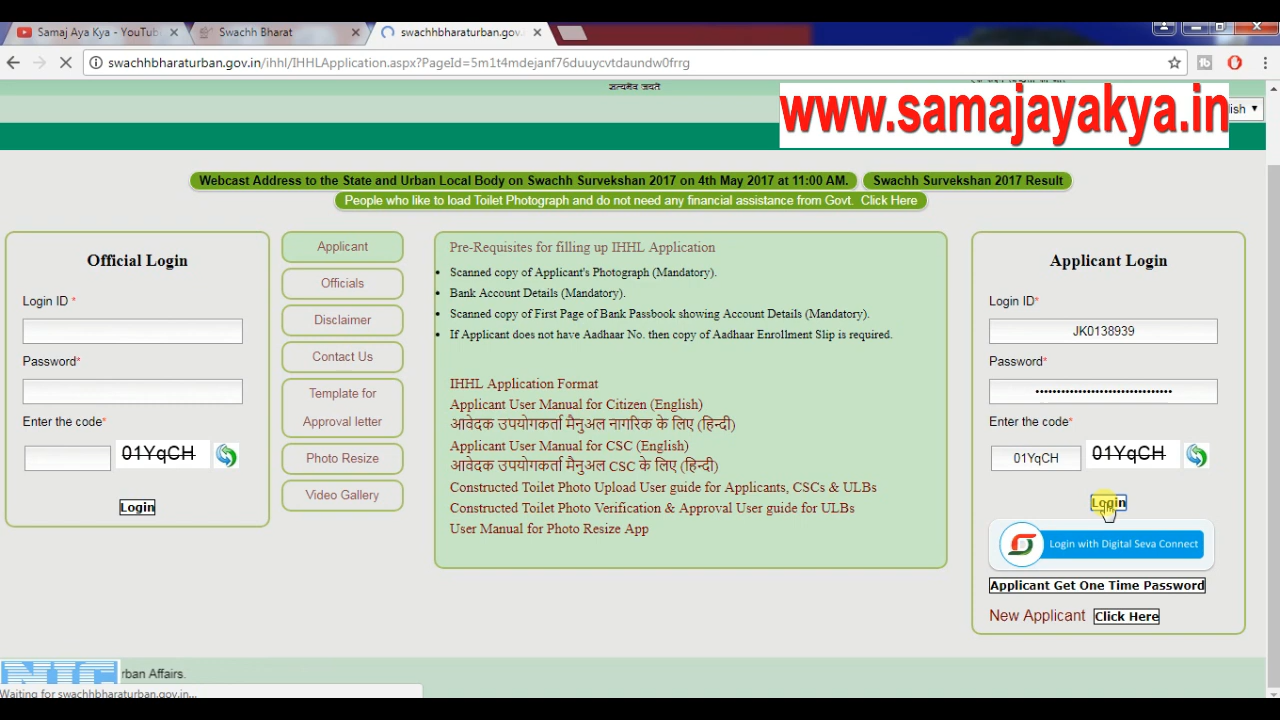 Samaj Aya Kya - YouTub
Swachh Bharat
swachhbharaturban.gov.
swachhbharaturban.gov.in/ihhl/IHHLApplication.aspx?PageId=5m1t4mdejanf76duuycvtdaundw0frrg
सत्यमेव जयते
www.samajayakya.in
ish
Webcast Address to the State and Urban Local Body on Swachh Survekshan 2017 on 4th May 2017 at 11:00 AM.
Swachh Survekshan 2017 Result
People who like to load Toilet Photograph and do not need any financial assistance from Govt. Click Here
Official Login
Login ID *
Password*
Enter the code*
01YqCH
Login
Applicant
Officials
Disclaimer
Contact Us
Template for
Approval letter
Photo Resize
Video Gallery
Pre-Requisites for filling up IHHL Application
Scanned copy of Applicant's Photograph (Mandatory).
Bank Account Details (Mandatory).
Scanned copy of First Page of Bank Passbook showing Account Details (Mandatory).
If Applicant does not have Aadhaar No. then copy of Aadhaar Enrollment Slip is required.
IHHL Application Format
Applicant User Manual for Citizen (English)
आवेदक उपयोगकर्ता मैनुअल नागरिक के लिए (हिन्दी)
Applicant User Manual for CSC (English)
आवेदक उपयोगकर्ता मैनुअल CSC के लिए (हिन्दी)
Constructed Toilet Photo Upload User guide for Applicants, CSCs & ULBs
Constructed Toilet Photo Verification & Approval User guide for ULBs
User Manual for Photo Resize App
Applicant Login
Login ID*
JK0138939
Password*
••••••••••••••••••••••••••••••••
Enter the code*
01YqCH 01YqCH
Login
Login with Digital Seva Connect
Applicant Get One Time Password
New Applicant Click Here
NIC
rban Affairs.
Waiting for swachhbharaturban.gov.in...